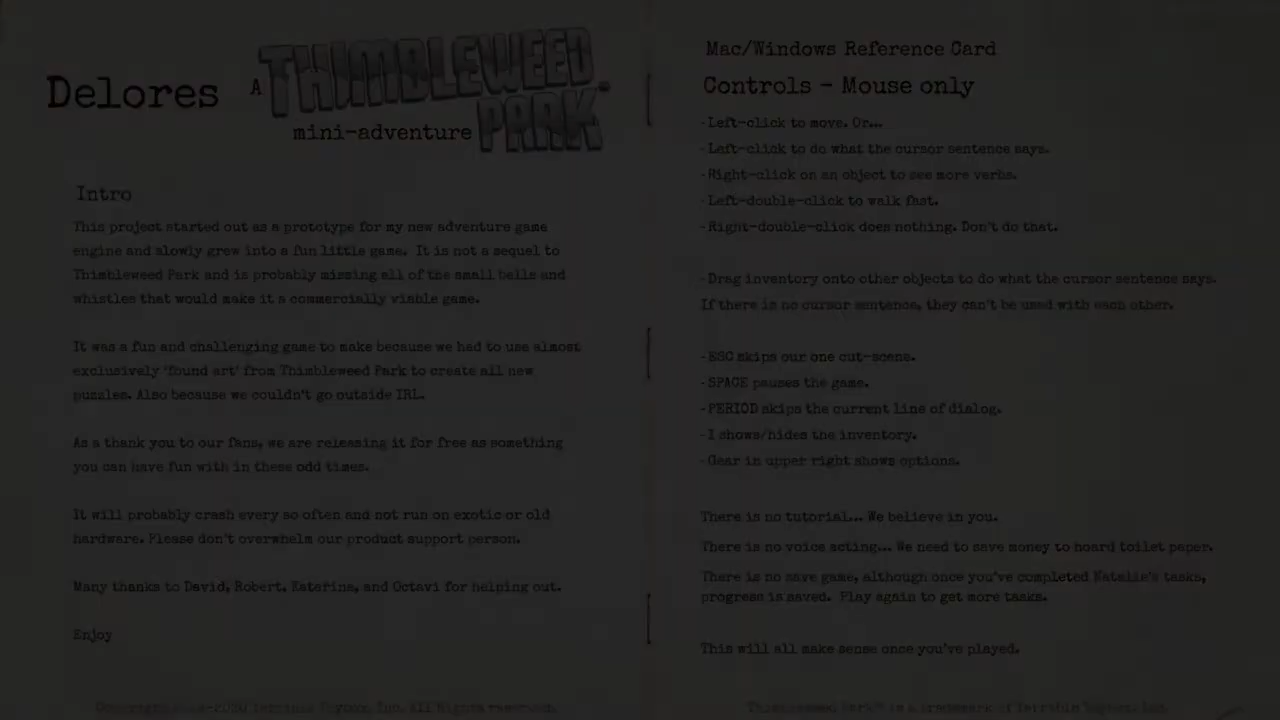 Delores A THIMBLEWEED PARK
mini-adventure
Intro
This project started out as a prototype for my new adventure game
engine and slowly grew into a fun little game. It is not a sequel to
Thimbleweed Park and is probably missing all of the small bells and
whistles that would make it a commercially viable game.
It was a fun and challenging game to make because we had to use almost
exclusively 'found art' from Thimbleweed Park to create all new
puzzles. Also because we couldn't go outside IRL.
As a thank you to our fans, we are releasing it for free as something
you can have fun with in these odd times.
It will probably crash every so often and not run on exotic or old
hardware. Please don't overwhelm our product support person.
Many thanks to David, Robert, Katerina, and Octavi for helping out.
Enjoy
Mac/Windows Reference Card
Controls - Mouse only
-Left-click to move. Or...
-Left-click to do what the cursor sentence says.
-Right-click on an object to see more verbs.
-Left-double-click to walk fast.
-Right-double-click does nothing. Don't do that.
-Drag inventory onto other objects to do what the cursor sentence says.
If there is no cursor sentence, they can't be used with each other.
-ESC skips our one cut-scene.
-SPACE pauses the game.
-PERIOD skips the current line of dialog.
-I shows/hides the inventory.
-Gear in upper right shows options.
There is no tutorial... We believe in you.
There is no voice acting... We need to save money to hoard toilet paper.
There is no save game, although once you've completed Natalie's tasks,
progress is saved. Play again to get more tasks.
This will all make sense once you've played.
Terrible Toybox, Inc. All Rights reserved.
Thimbleweed Park® is a trademark of Terrible Toybox, Inc.